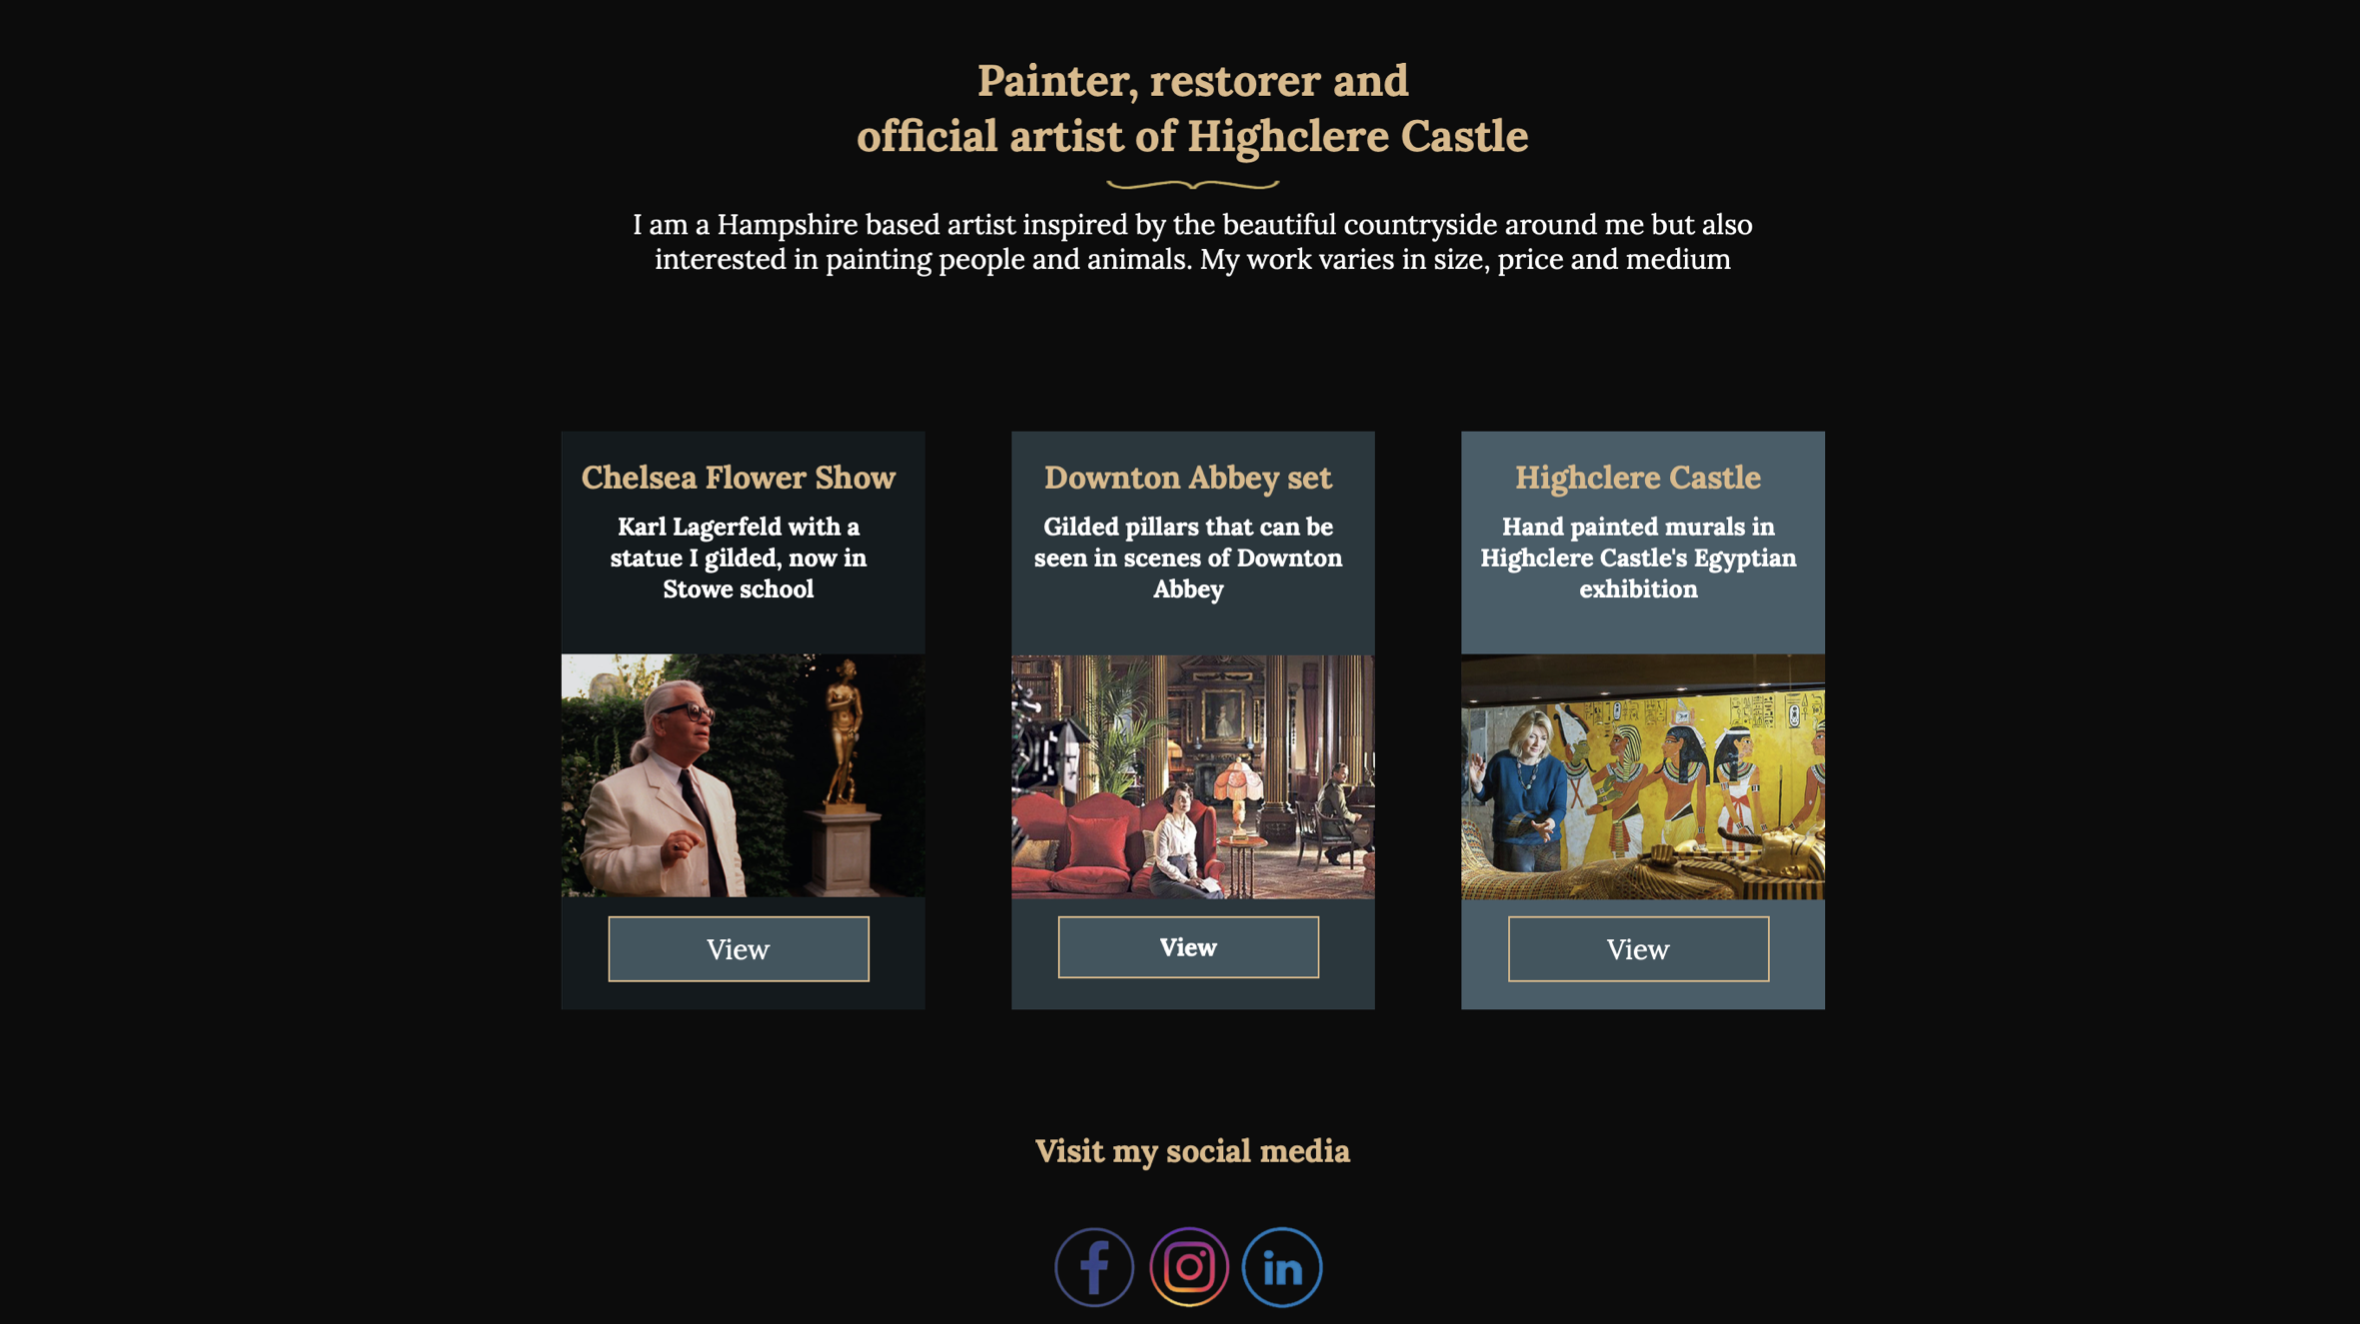 Painter, restorer and
official artist of Highclere Castle
I am a Hampshire based artist inspired by the beautiful countryside around me but also
interested in painting people and animals. My work varies in size, price and medium
Chelsea Flower Show
Karl Lagerfeld with a
statue I gilded, now in
Stowe school
View
Downton Abbey set
Gilded pillars that can be
seen in scenes of Downton
Abbey
View
Highclere Castle
Hand painted murals in
Highclere Castle's Egyptian
exhibition
View
Visit my social media
f
in